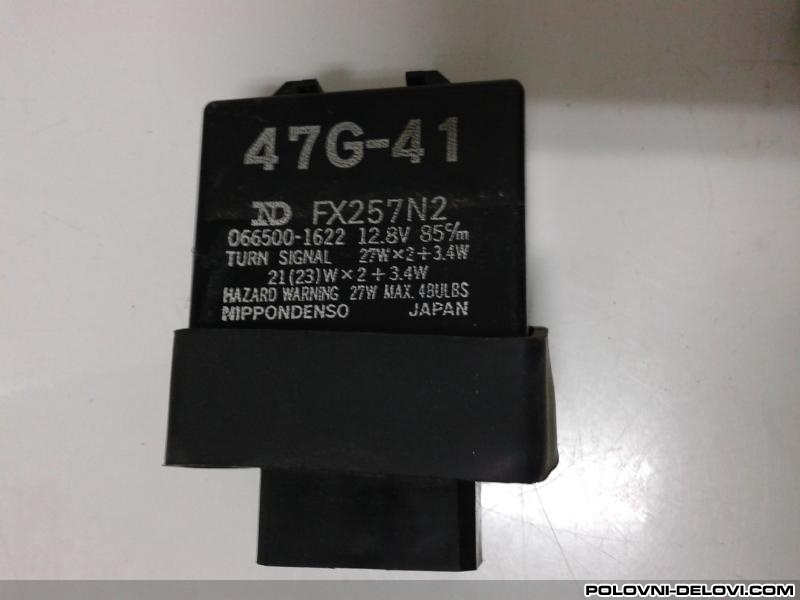 47G-41
ND FX257N2
066500-1622 12.8V 85c/m
TURN SIGNAL 27W×2+3.4W
21(23)W×2+3.4W
HAZARD WARNING 27W MAX. 4BULBS
NIPPONDENSO JAPAN
POLOVNI-DELOVI.COM